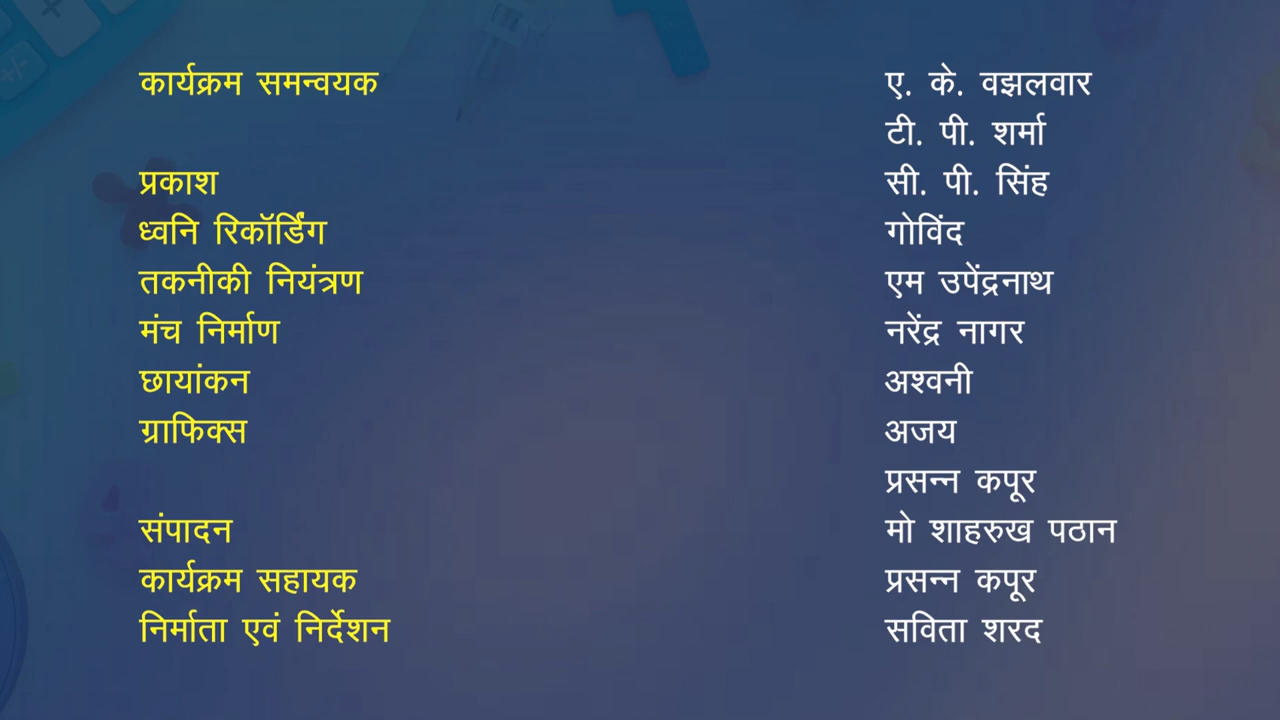 कार्यक्रम समन्वयक ए. के. वझलवार
टी. पी. शर्मा
प्रकाश सी. पी. सिंह
ध्वनि रिकॉर्डिंग गोविंद
तकनीकी नियंत्रण एम उपेंद्रनाथ
मंच निर्माण नरेंद्र नागर
छायांकन अश्वनी
ग्राफिक्स अजय
प्रसन्न कपूर
संपादन मो शाहरुख पठान
कार्यक्रम सहायक प्रसन्न कपूर
निर्माता एवं निर्देशन सविता शरद